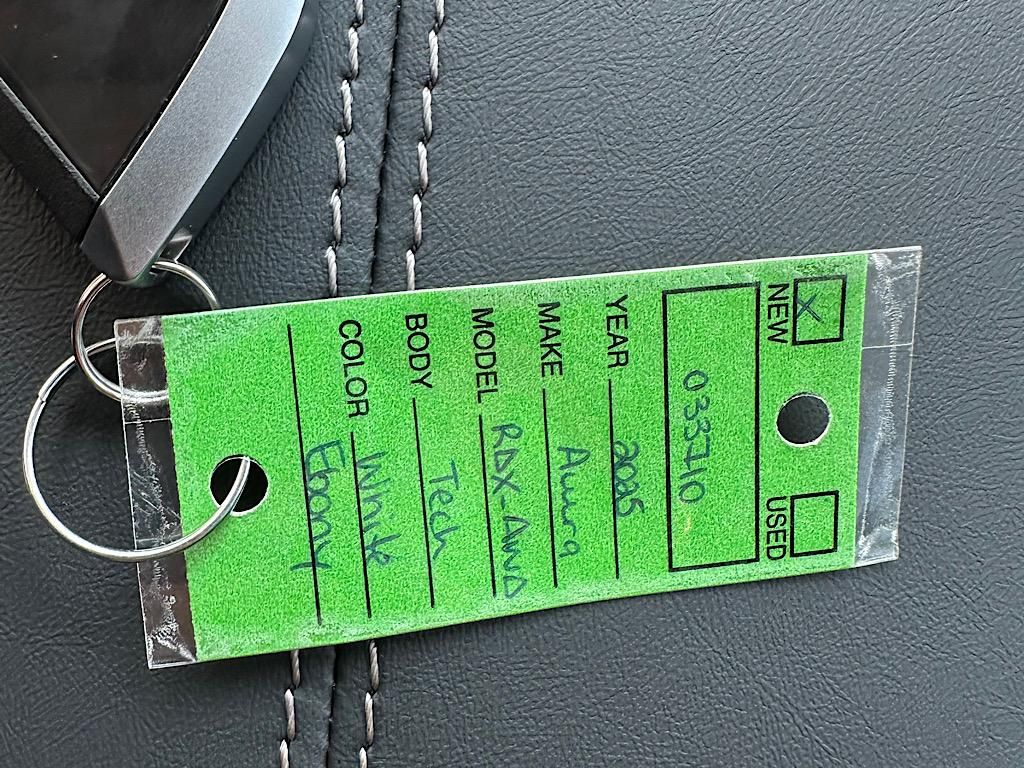 NEW USED
033710
YEAR 2025
MAKE Acura
MODEL RDX-AWD
BODY Tech
COLOR White
Ebony